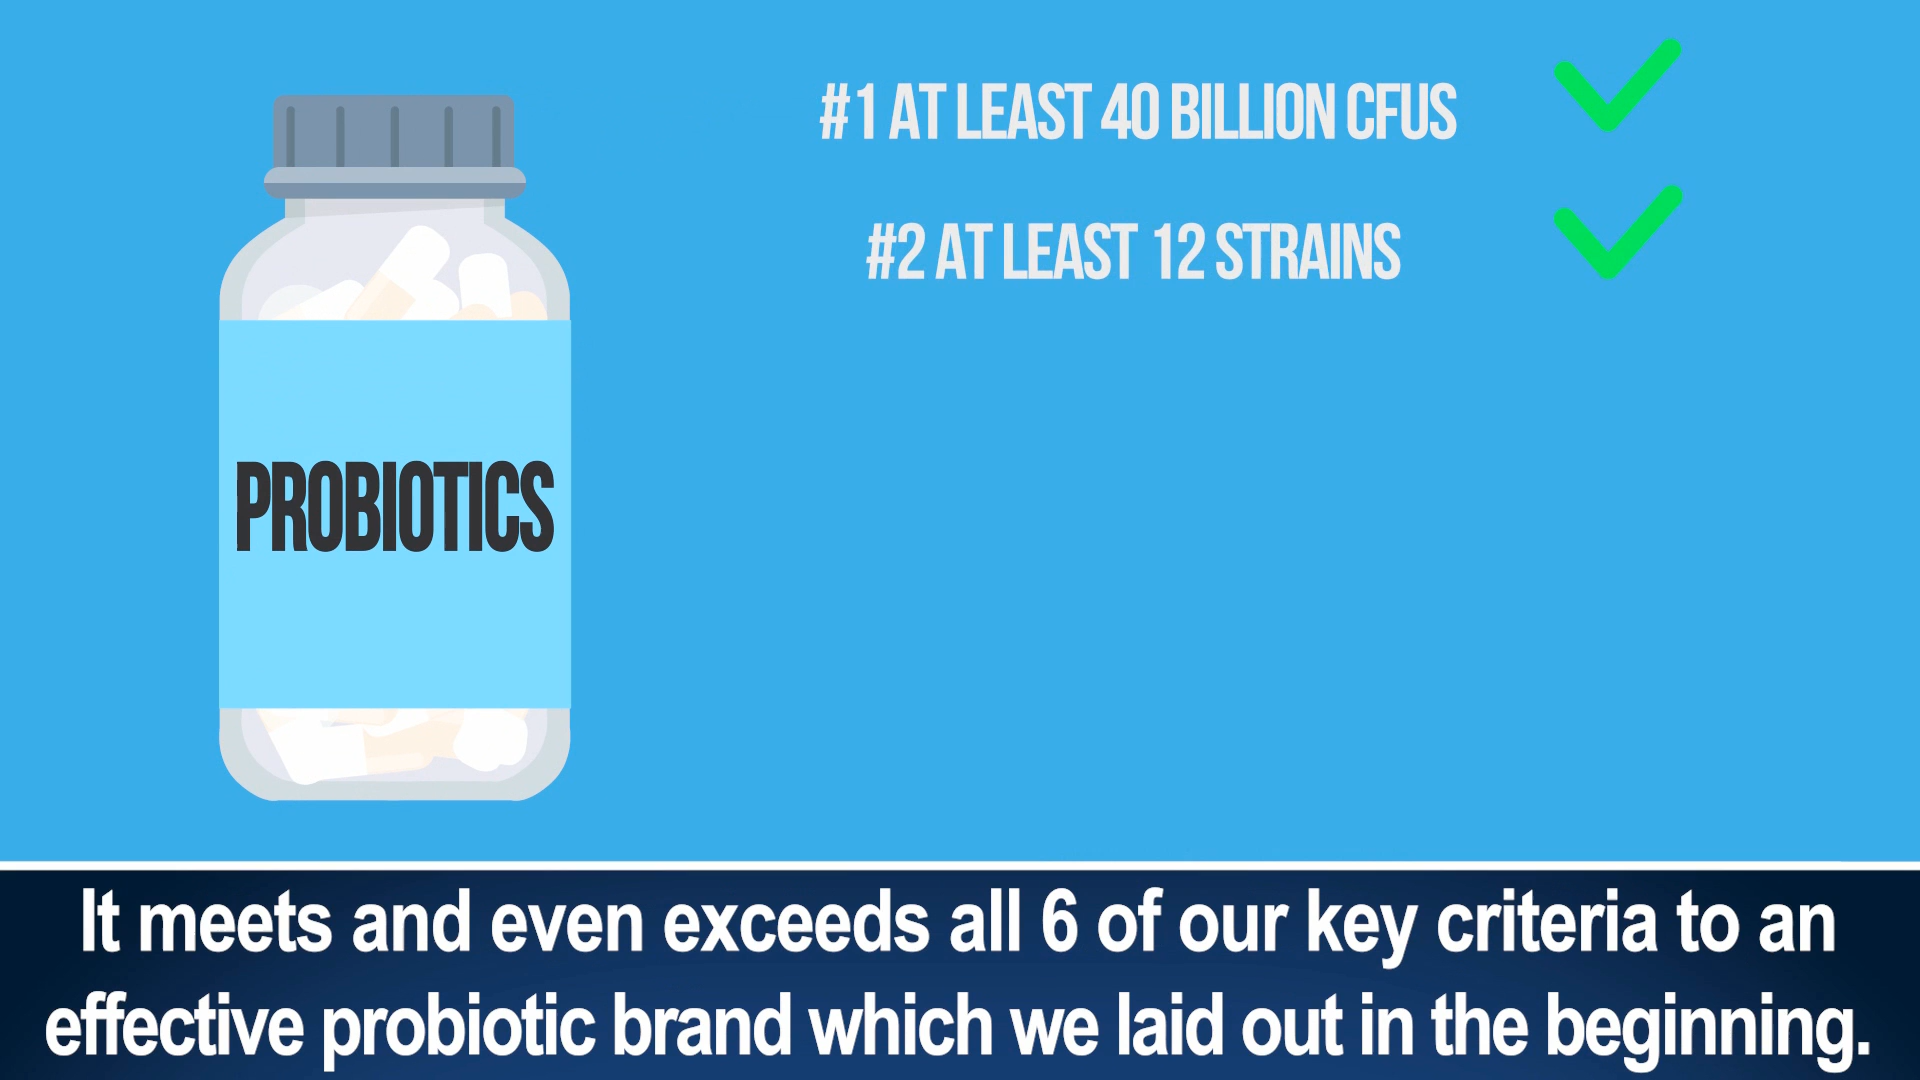 #1 AT LEAST 40 BILLION CFUS
#2 AT LEAST 12 STRAINS
PROBIOTICS
It meets and even exceeds all 6 of our key criteria to an
effective probiotic brand which we laid out in the beginning.